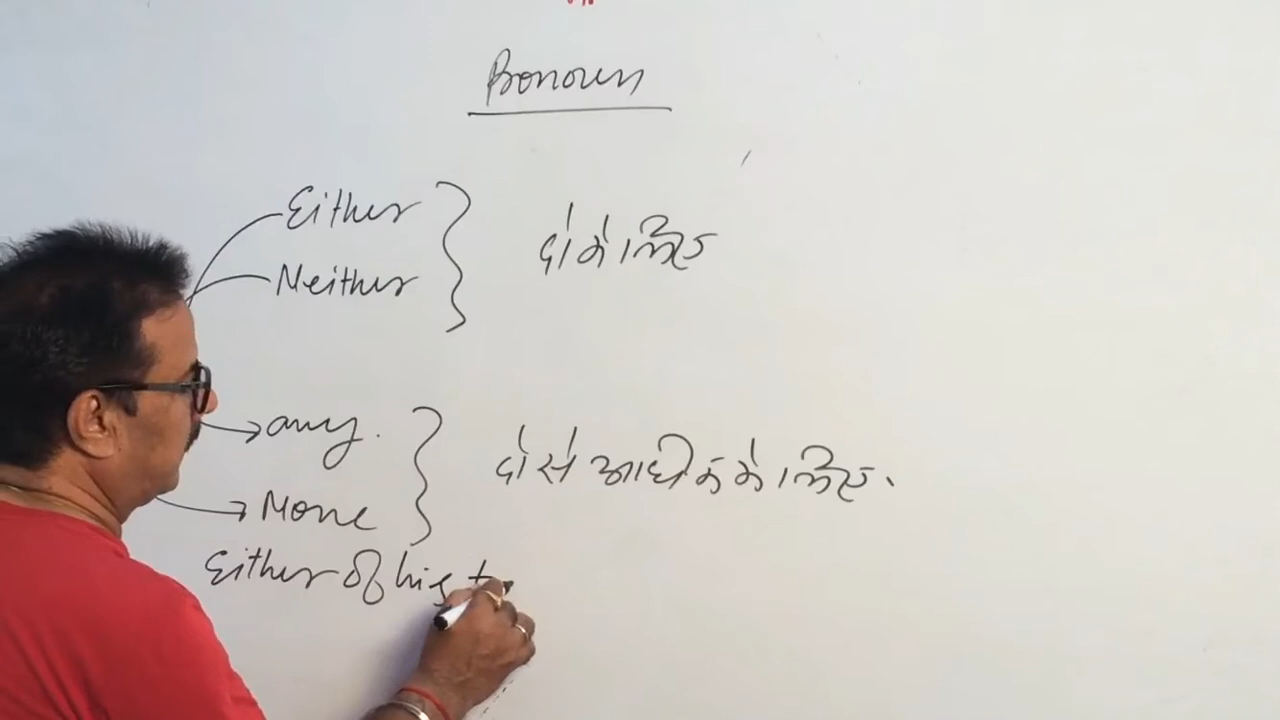 Pronoun
Either
Neither
दो के लिए
any.
None
दो से अधीक के लिए.
Either of his